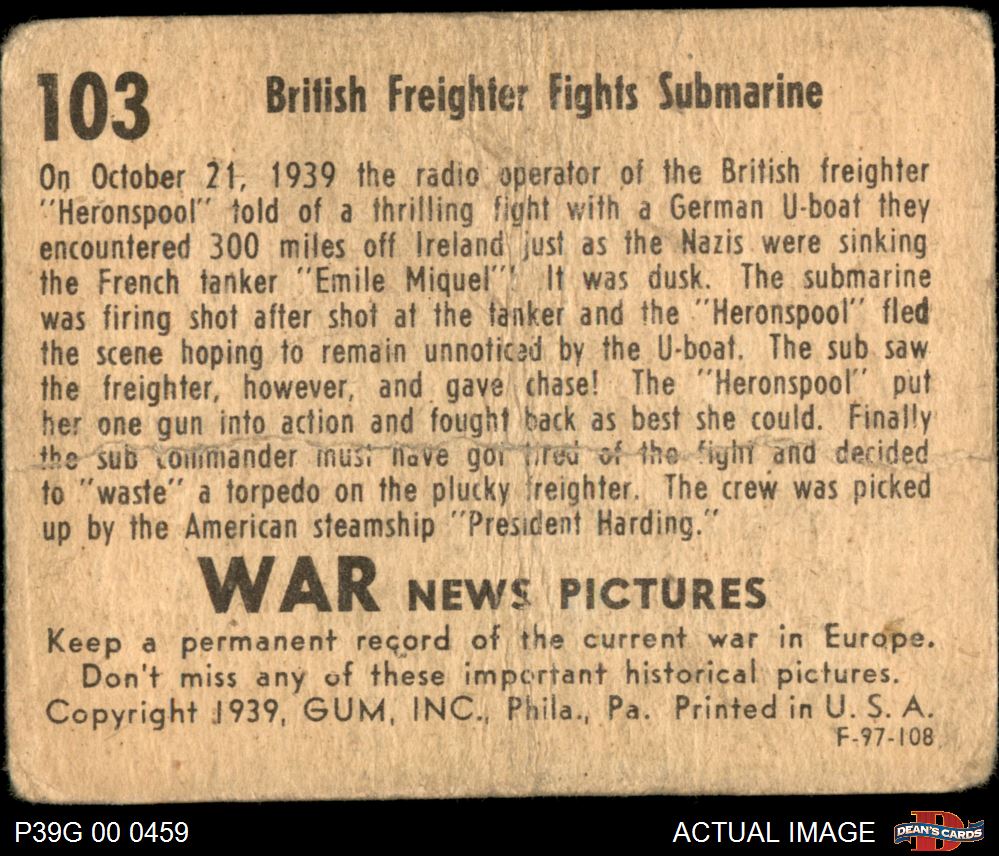 103
British Freighter Fights Submarine
On October 21, 1939 the radio operator of the British freighter
"Heronspool" told of a thrilling fight with a German U-boat they
encountered 300 miles off Ireland just as the Nazis were sinking
the French tanker "Emile Miquel"! It was dusk. The submarine
was firing shot after shot at the tanker and the "Heronspool" fled
the scene hoping to remain unnoticed by the U-boat. The sub saw
the freighter, however, and gave chase! The "Heronspool" put
her one gun into action and fought back as best she could. Finally
the sub commander must have got tired of the fight and decided
to "waste" a torpedo on the plucky freighter. The crew was picked
up by the American steamship "President Harding."
WAR NEWS PICTURES
Keep a permanent record of the current war in Europe.
Don't miss any of these important historical pictures.
Copyright 1939, GUM, INC., Phila., Pa. Printed in U. S. A.
F-97-108
P39G 00 0459
ACTUAL IMAGE
D
DEAN'S CARDS